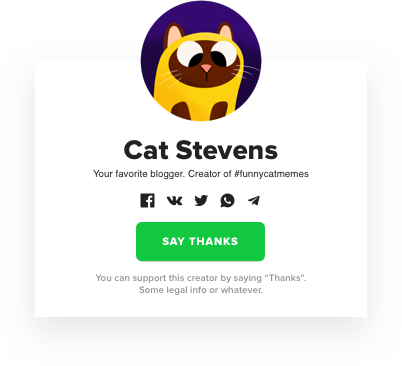 Cat Stevens
Your favorite blogger. Creator of #funnycatmemes
SAY THANKS
You can support this creator by saying “Thanks”.
Some legal info or whatever.